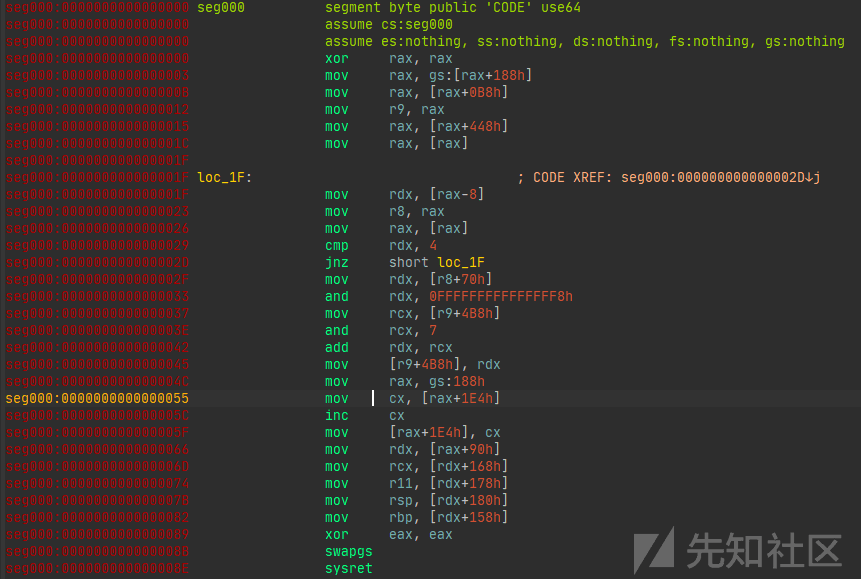 seg000:0000000000000000 seg000 segment byte public 'CODE' use64
seg000:0000000000000000 assume cs:seg000
seg000:0000000000000000 assume es:nothing, ss:nothing, ds:nothing, fs:nothing, gs:nothing
seg000:0000000000000000 xor rax, rax
seg000:0000000000000003 mov rax, gs:[rax+188h]
seg000:000000000000000B mov rax, [rax+0B8h]
seg000:0000000000000012 mov r9, rax
seg000:0000000000000015 mov rax, [rax+448h]
seg000:000000000000001C mov rax, [rax]
seg000:000000000000001F
seg000:000000000000001F loc_1F: ; CODE XREF: seg000:000000000000002D↓j
seg000:000000000000001F mov rdx, [rax-8]
seg000:0000000000000023 mov r8, rax
seg000:0000000000000026 mov rax, [rax]
seg000:0000000000000029 cmp rdx, 4
seg000:000000000000002D jnz short loc_1F
seg000:000000000000002F mov rdx, [r8+70h]
seg000:0000000000000033 and rdx, 0FFFFFFFFFFFFFFF8h
seg000:0000000000000037 mov rcx, [r9+4B8h]
seg000:000000000000003E and rcx, 7
seg000:0000000000000042 add rdx, rcx
seg000:0000000000000045 mov [r9+4B8h], rdx
seg000:000000000000004C mov rax, gs:188h
seg000:0000000000000055 mov cx, [rax+1E4h]
seg000:000000000000005C inc cx
seg000:000000000000005F mov [rax+1E4h], cx
seg000:0000000000000066 mov rdx, [rax+90h]
seg000:000000000000006D mov rcx, [rdx+168h]
seg000:0000000000000074 mov r11, [rdx+178h]
seg000:000000000000007B mov rsp, [rdx+180h]
seg000:0000000000000082 mov rbp, [rdx+158h]
seg000:0000000000000089 xor eax, eax
seg000:000000000000008B swapgs
seg000:000000000000008E sysret
先知社区